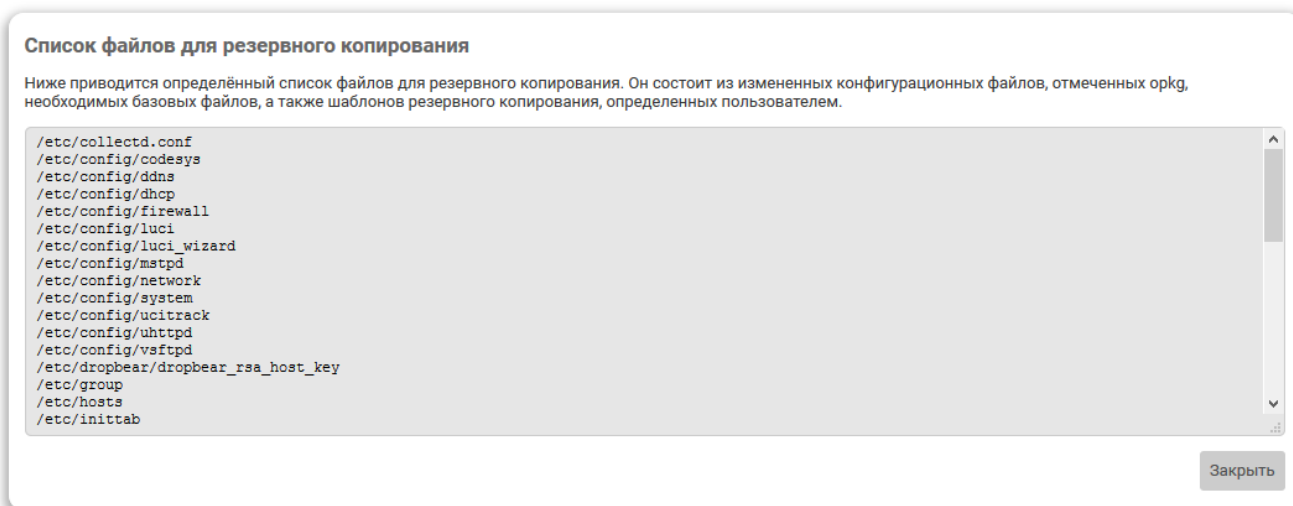 Список файлов для резервного копирования
Ниже приводится определённый список файлов для резервного копирования. Он состоит из измененных конфигурационных файлов, отмеченных opkg,
необходимых базовых файлов, а также шаблонов резервного копирования, определенных пользователем.
/etc/collectd.conf
/etc/config/codesys
/etc/config/ddns
/etc/config/dhcp
/etc/config/firewall
/etc/config/luci
/etc/config/luci_wizard
/etc/config/mstpd
/etc/config/network
/etc/config/system
/etc/config/ucitrack
/etc/config/uhttpd
/etc/config/vsftpd
/etc/dropbear/dropbear_rsa_host_key
/etc/group
/etc/hosts
/etc/inittab
Закрыть